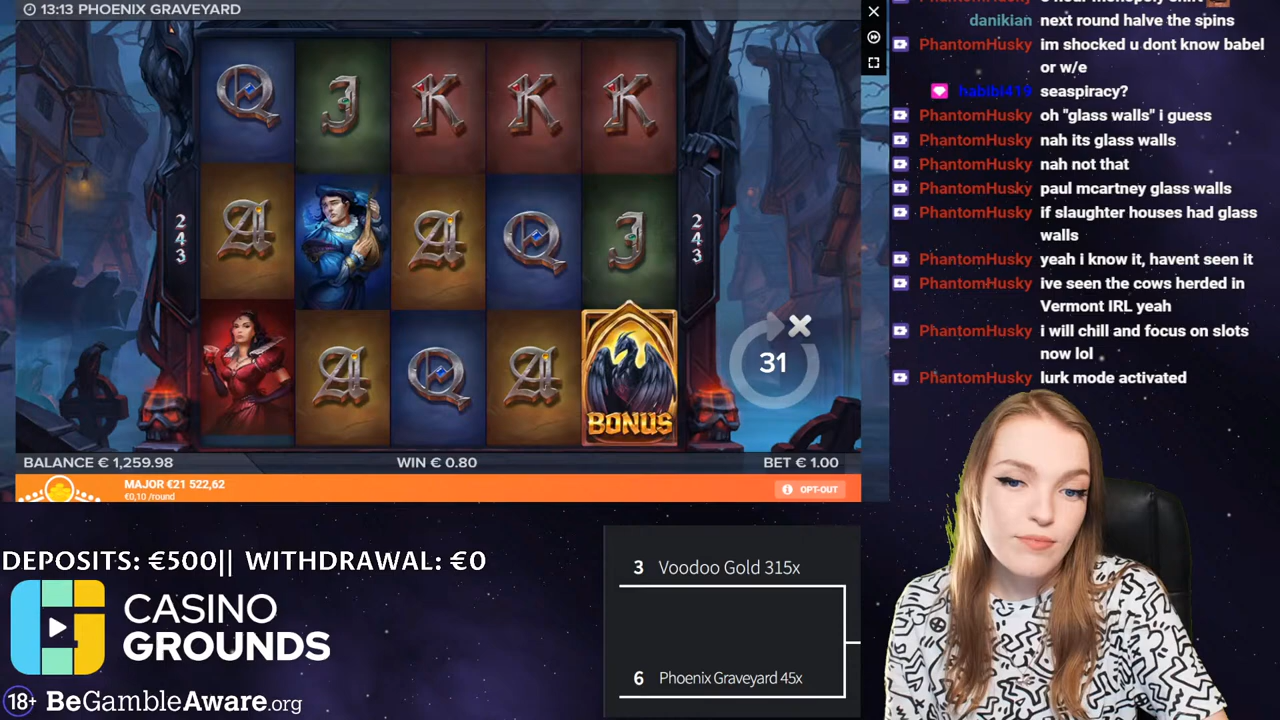 13:13 PHOENIX GRAVEYARD
Q J K K K
A A Q J
A Q A
243
243
31
BONUS
BALANCE € 1,259.98
WIN € 0.80
BET € 1.00
MAJOR €21 522,62
€0,10 /round
OPT-OUT
danikian next round halve the spins
PhantomHusky im shocked u dont know babel
or w/e
habibi419 seaspiracy?
PhantomHusky oh "glass walls" i guess
PhantomHusky nah its glass walls
PhantomHusky nah not that
PhantomHusky paul mcartney glass walls
PhantomHusky if slaughter houses had glass
walls
PhantomHusky yeah i know it, havent seen it
PhantomHusky ive seen the cows herded in
Vermont IRL yeah
PhantomHusky i will chill and focus on slots
now lol
PhantomHusky lurk mode activated
DEPOSITS: €500|| WITHDRAWAL: €0
CASINO
GROUNDS
18+ BeGambleAware.org
3 Voodoo Gold 315x
6 Phoenix Graveyard 45x